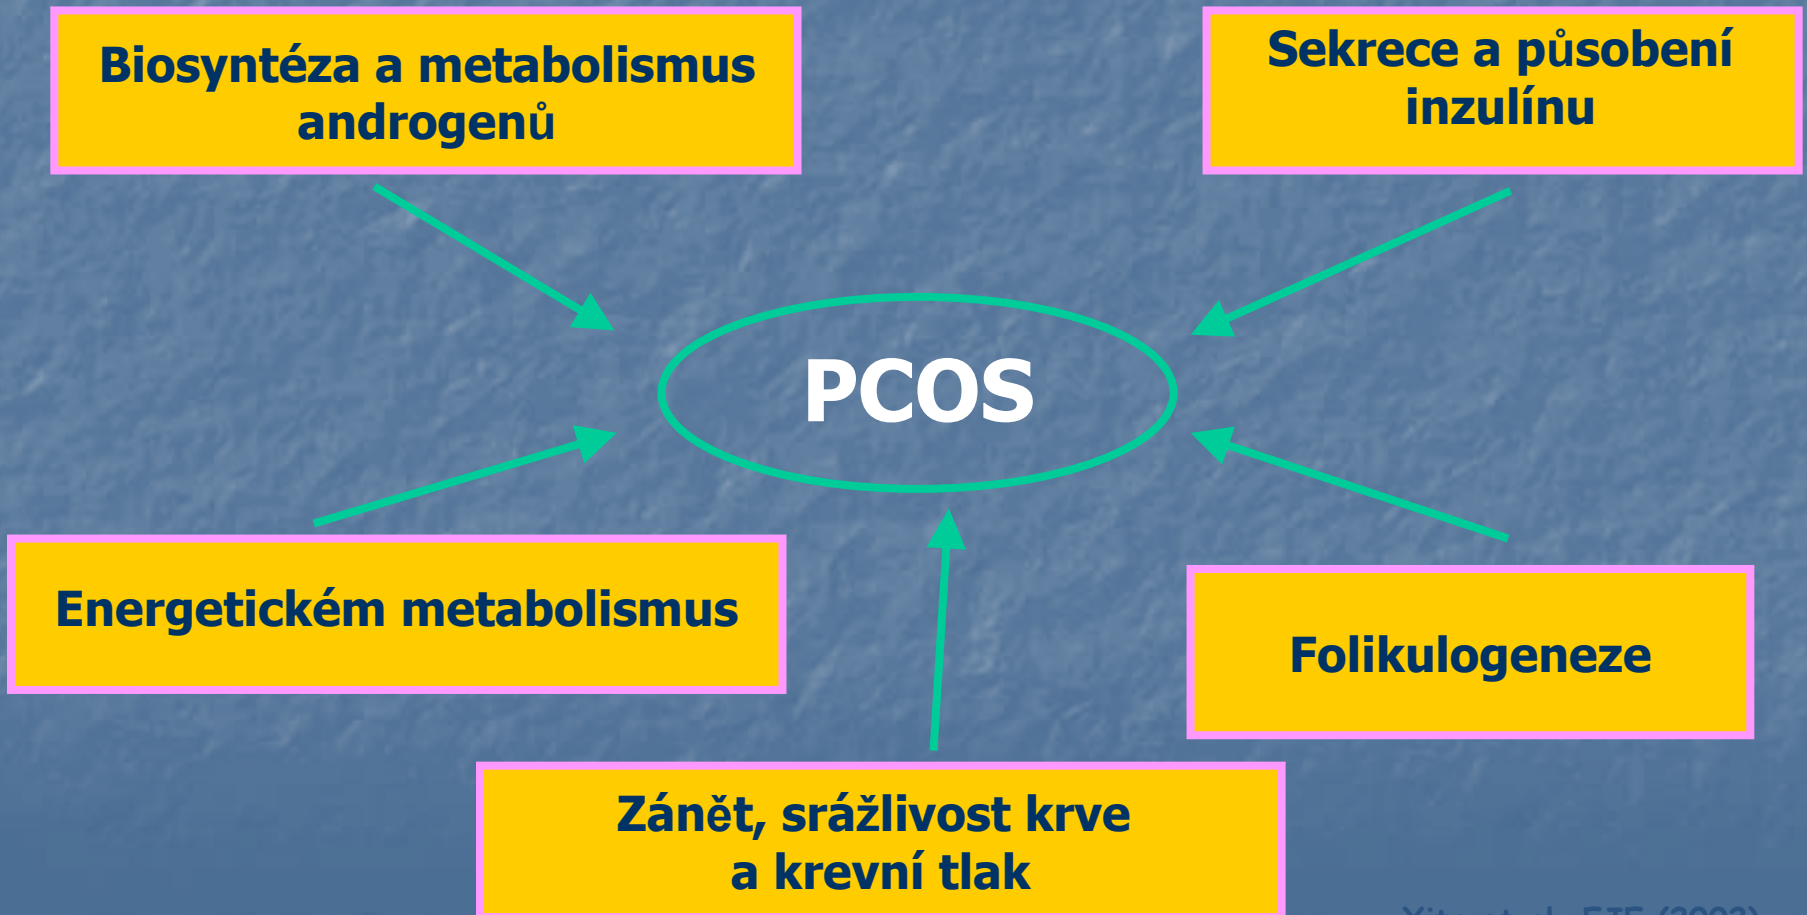 Biosyntéza a metabolismus
androgenů
Sekrece a působení
inzulínu
PCOS
Energetickém metabolismus
Folikulogeneze
Zánět, srážlivost krve
a krevní tlak